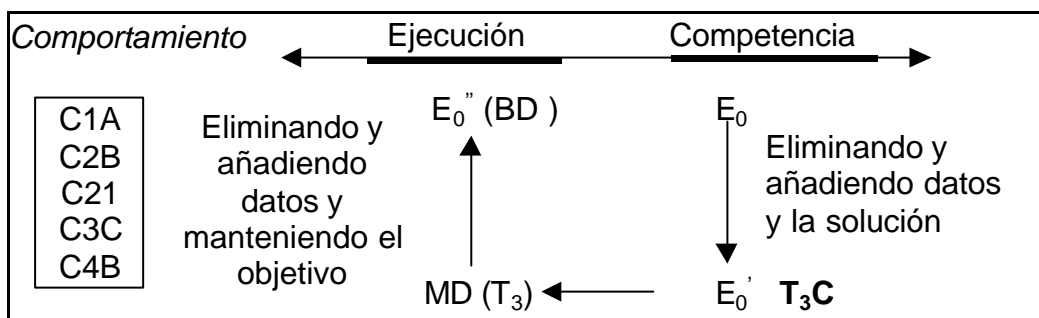 Comportamiento Ejecución Competencia
C1A
C2B
C21
C3C
C4B
Eliminando y
añadiendo
datos y
manteniendo el
objetivo
E₀” (BD )
MD (T₃)
E₀
Eliminando y
añadiendo datos
y la solución
E₀’ T₃C